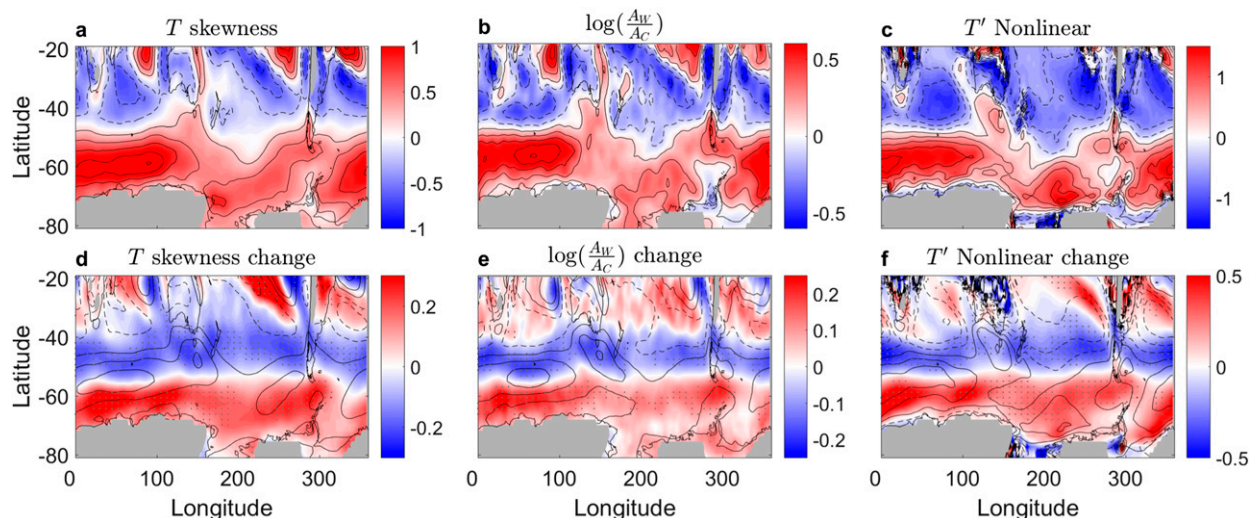 a T skewness
b log(A_W/A_C)
c T′ Nonlinear
Latitude
-20
-40
-60
-80
1
0.5
0
-0.5
-1
0.5
0
-0.5
1
0
-1
d T skewness change
e log(A_W/A_C) change
f T′ Nonlinear change
Latitude
-20
-40
-60
-80
0.2
0
-0.2
0.2
0.1
0
-0.1
-0.2
0.5
0
-0.5
0 100 200 300
0 100 200 300
0 100 200 300
Longitude
Longitude
Longitude